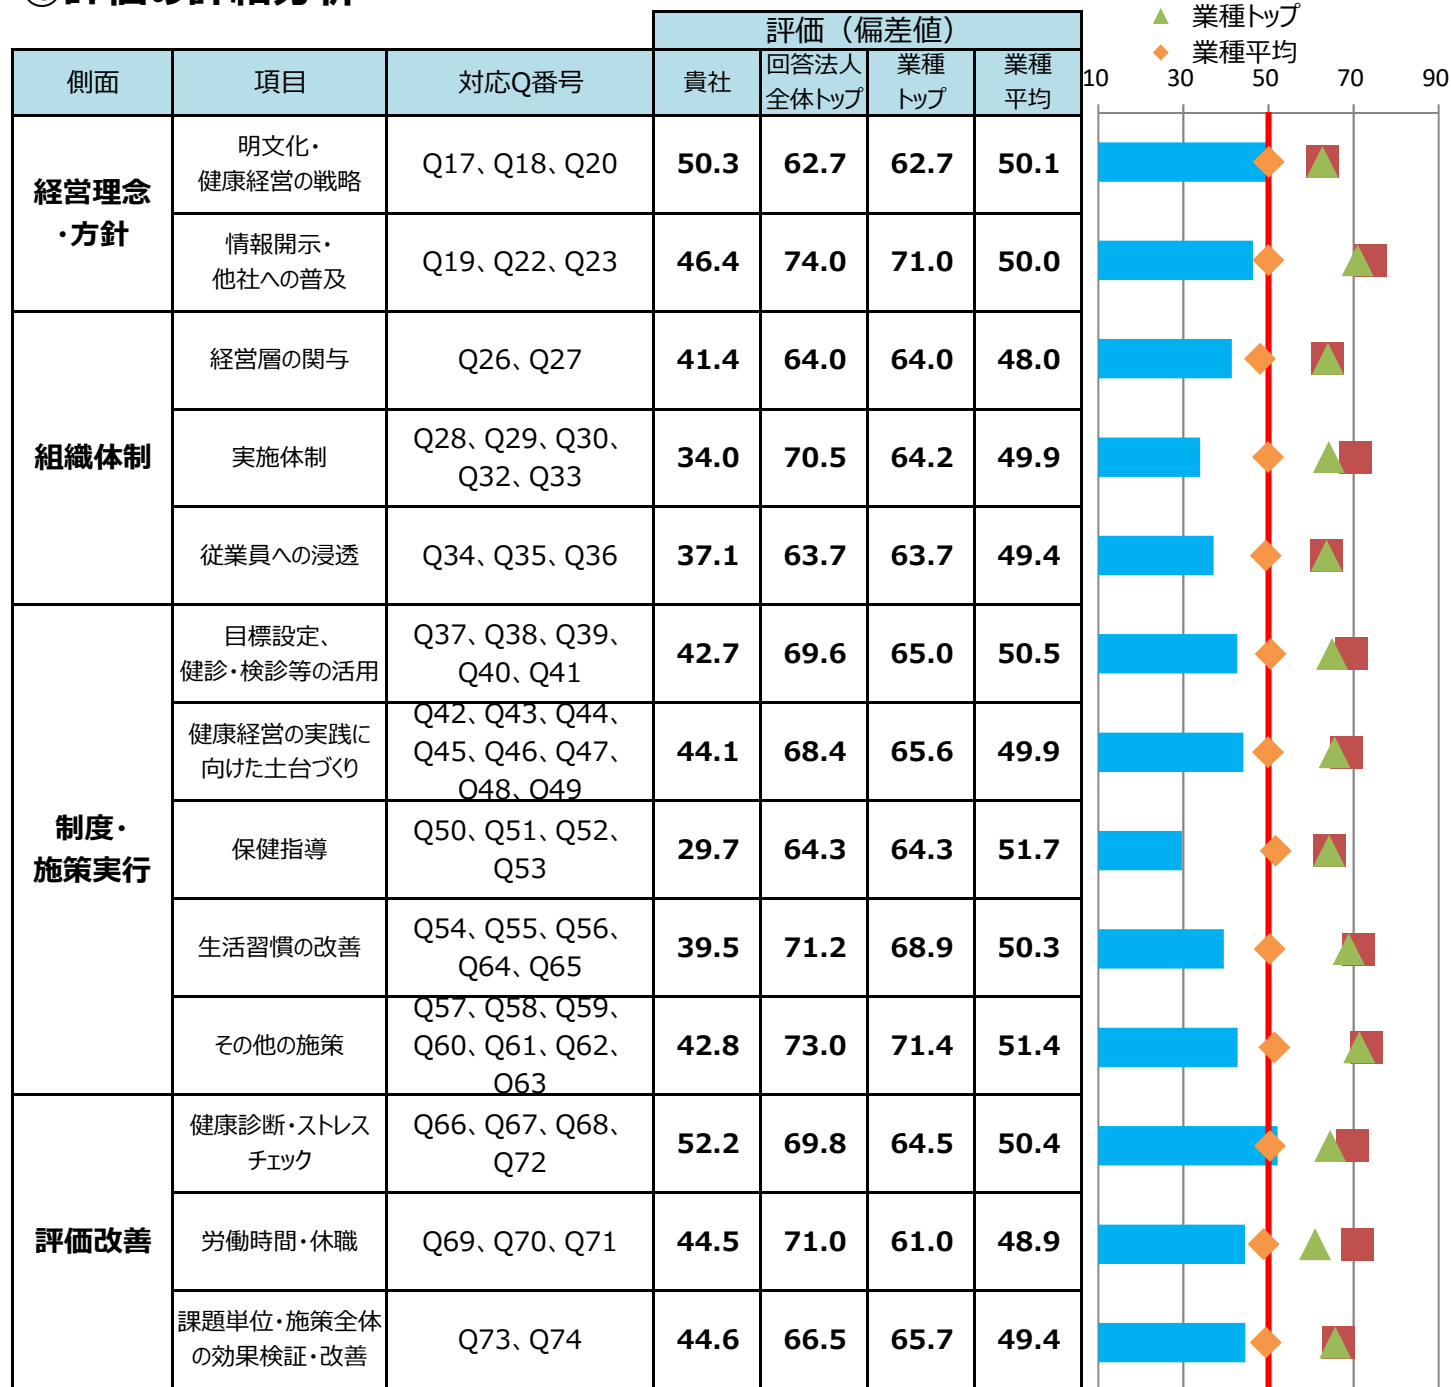 ①評価の詳細分析
▲ 業種トップ
◆ 業種平均
評価（偏差値）
側面 項目 対応Q番号 貴社 回答法人 業種 業種
全体トップ トップ 平均
10 30 50 70 90
経営理念
・方針
明文化・
健康経営の戦略
Q17、Q18、Q20 50.3 62.7 62.7 50.1
情報開示・
他社への普及
Q19、Q22、Q23 46.4 74.0 71.0 50.0
組織体制
経営層の関与 Q26、Q27 41.4 64.0 64.0 48.0
実施体制
Q28、Q29、Q30、
Q32、Q33
34.0 70.5 64.2 49.9
従業員への浸透 Q34、Q35、Q36 37.1 63.7 63.7 49.4
制度・
施策実行
目標設定、
健診・検診等の活用
Q37、Q38、Q39、
Q40、Q41
42.7 69.6 65.0 50.5
健康経営の実践に
向けた土台づくり
Q42、Q43、Q44、
Q45、Q46、Q47、
Q48、Q49
44.1 68.4 65.6 49.9
保健指導
Q50、Q51、Q52、
Q53
29.7 64.3 64.3 51.7
生活習慣の改善
Q54、Q55、Q56、
Q64、Q65
39.5 71.2 68.9 50.3
その他の施策
Q57、Q58、Q59、
Q60、Q61、Q62、
Q63
42.8 73.0 71.4 51.4
評価改善
健康診断・ストレス
チェック
Q66、Q67、Q68、
Q72
52.2 69.8 64.5 50.4
労働時間・休職 Q69、Q70、Q71 44.5 71.0 61.0 48.9
課題単位・施策全体
の効果検証・改善
Q73、Q74 44.6 66.5 65.7 49.4